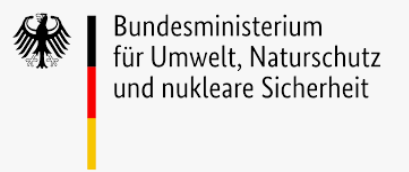 Bundesministerium
für Umwelt, Naturschutz
und nukleare Sicherheit